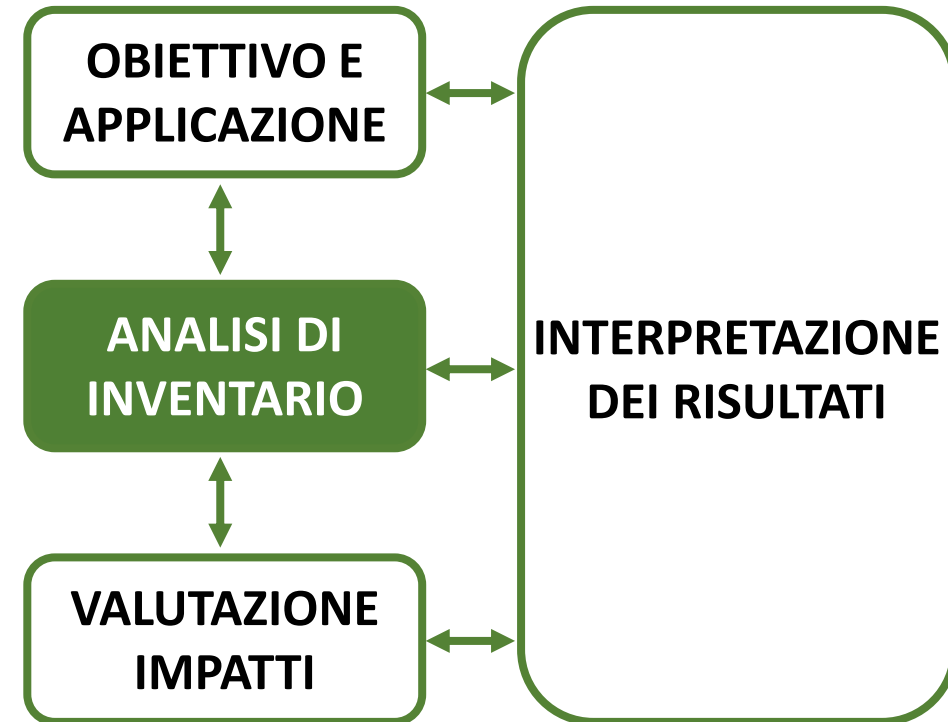 OBIETTIVO E
APPLICAZIONE
ANALISI DI
INVENTARIO
VALUTAZIONE
IMPATTI
INTERPRETAZIONE
DEI RISULTATI